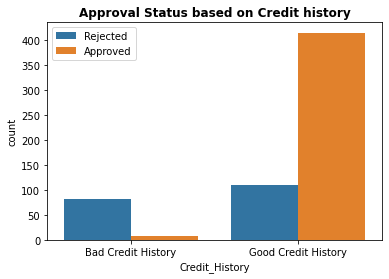 Approval Status based on Credit history
Rejected
Approved
400
350
300
250
200
150
100
50
0
count
Bad Credit History
Good Credit History
Credit_History